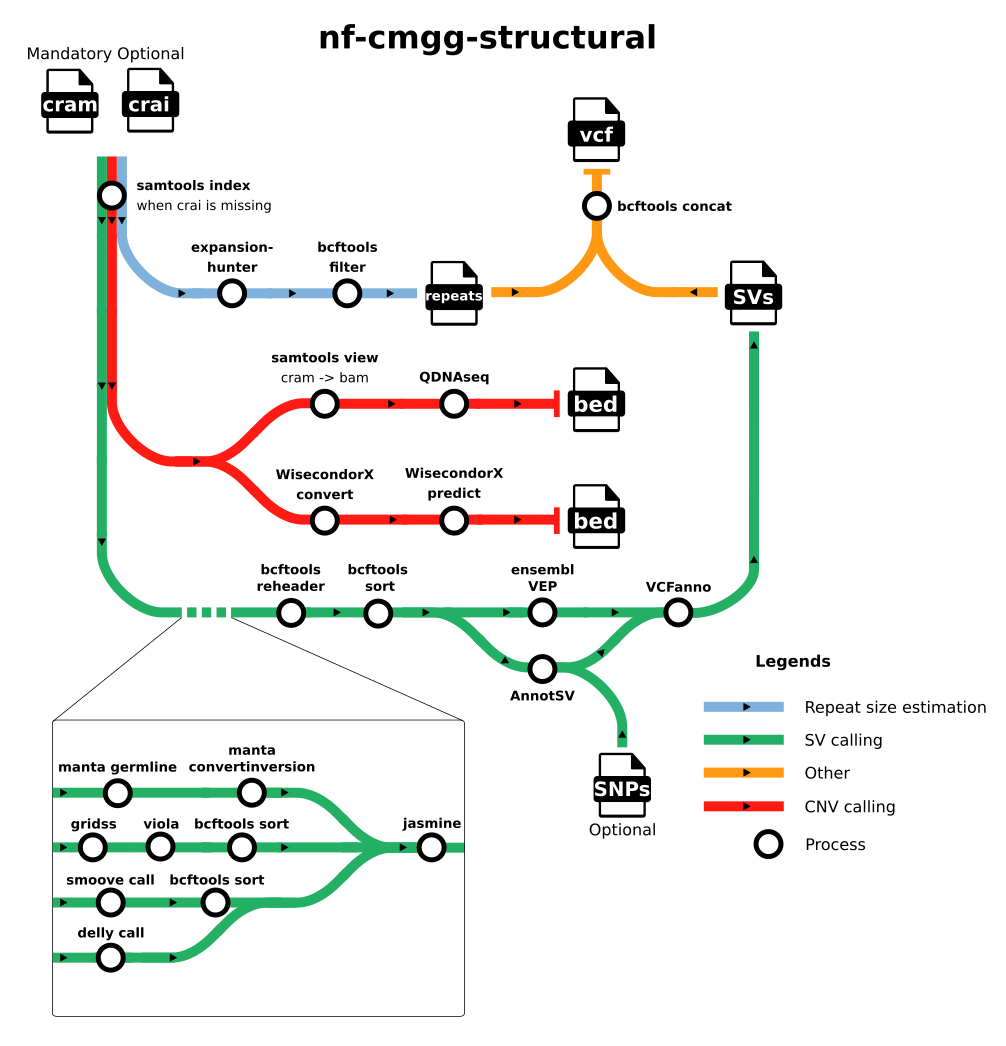 nf-cmgg-structural
Mandatory Optional
cram
crai
samtools index
when crai is missing
vcf
bcftools concat
expansion-
hunter
bcftools
filter
repeats
SVs
samtools view
cram -> bam
QDNAseq
bed
WisecondorX
convert
WisecondorX
predict
bed
bcftools
reheader
bcftools
sort
ensembl
VEP
VCFanno
AnnotSV
SNPs
Optional
Legends
Repeat size estimation
SV calling
Other
CNV calling
Process
manta germline
manta
convertinversion
gridss
viola
bcftools sort
jasmine
smoove call
bcftools sort
delly call